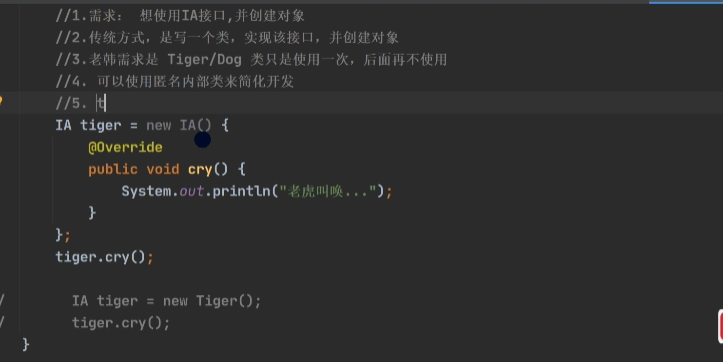 //1.需求： 想使用IA接口,并创建对象
//2.传统方式，是写一个类，实现该接口，并创建对象
//3.老韩需求是 Tiger/Dog 类只是使用一次，后面再不使用
//4. 可以使用匿名内部类来简化开发
//5. t
IA tiger = new IA() {
@Override
public void cry() {
System.out.println("老虎叫唤...");
}
};
tiger.cry();
/ IA tiger = new Tiger();
/ tiger.cry();
}